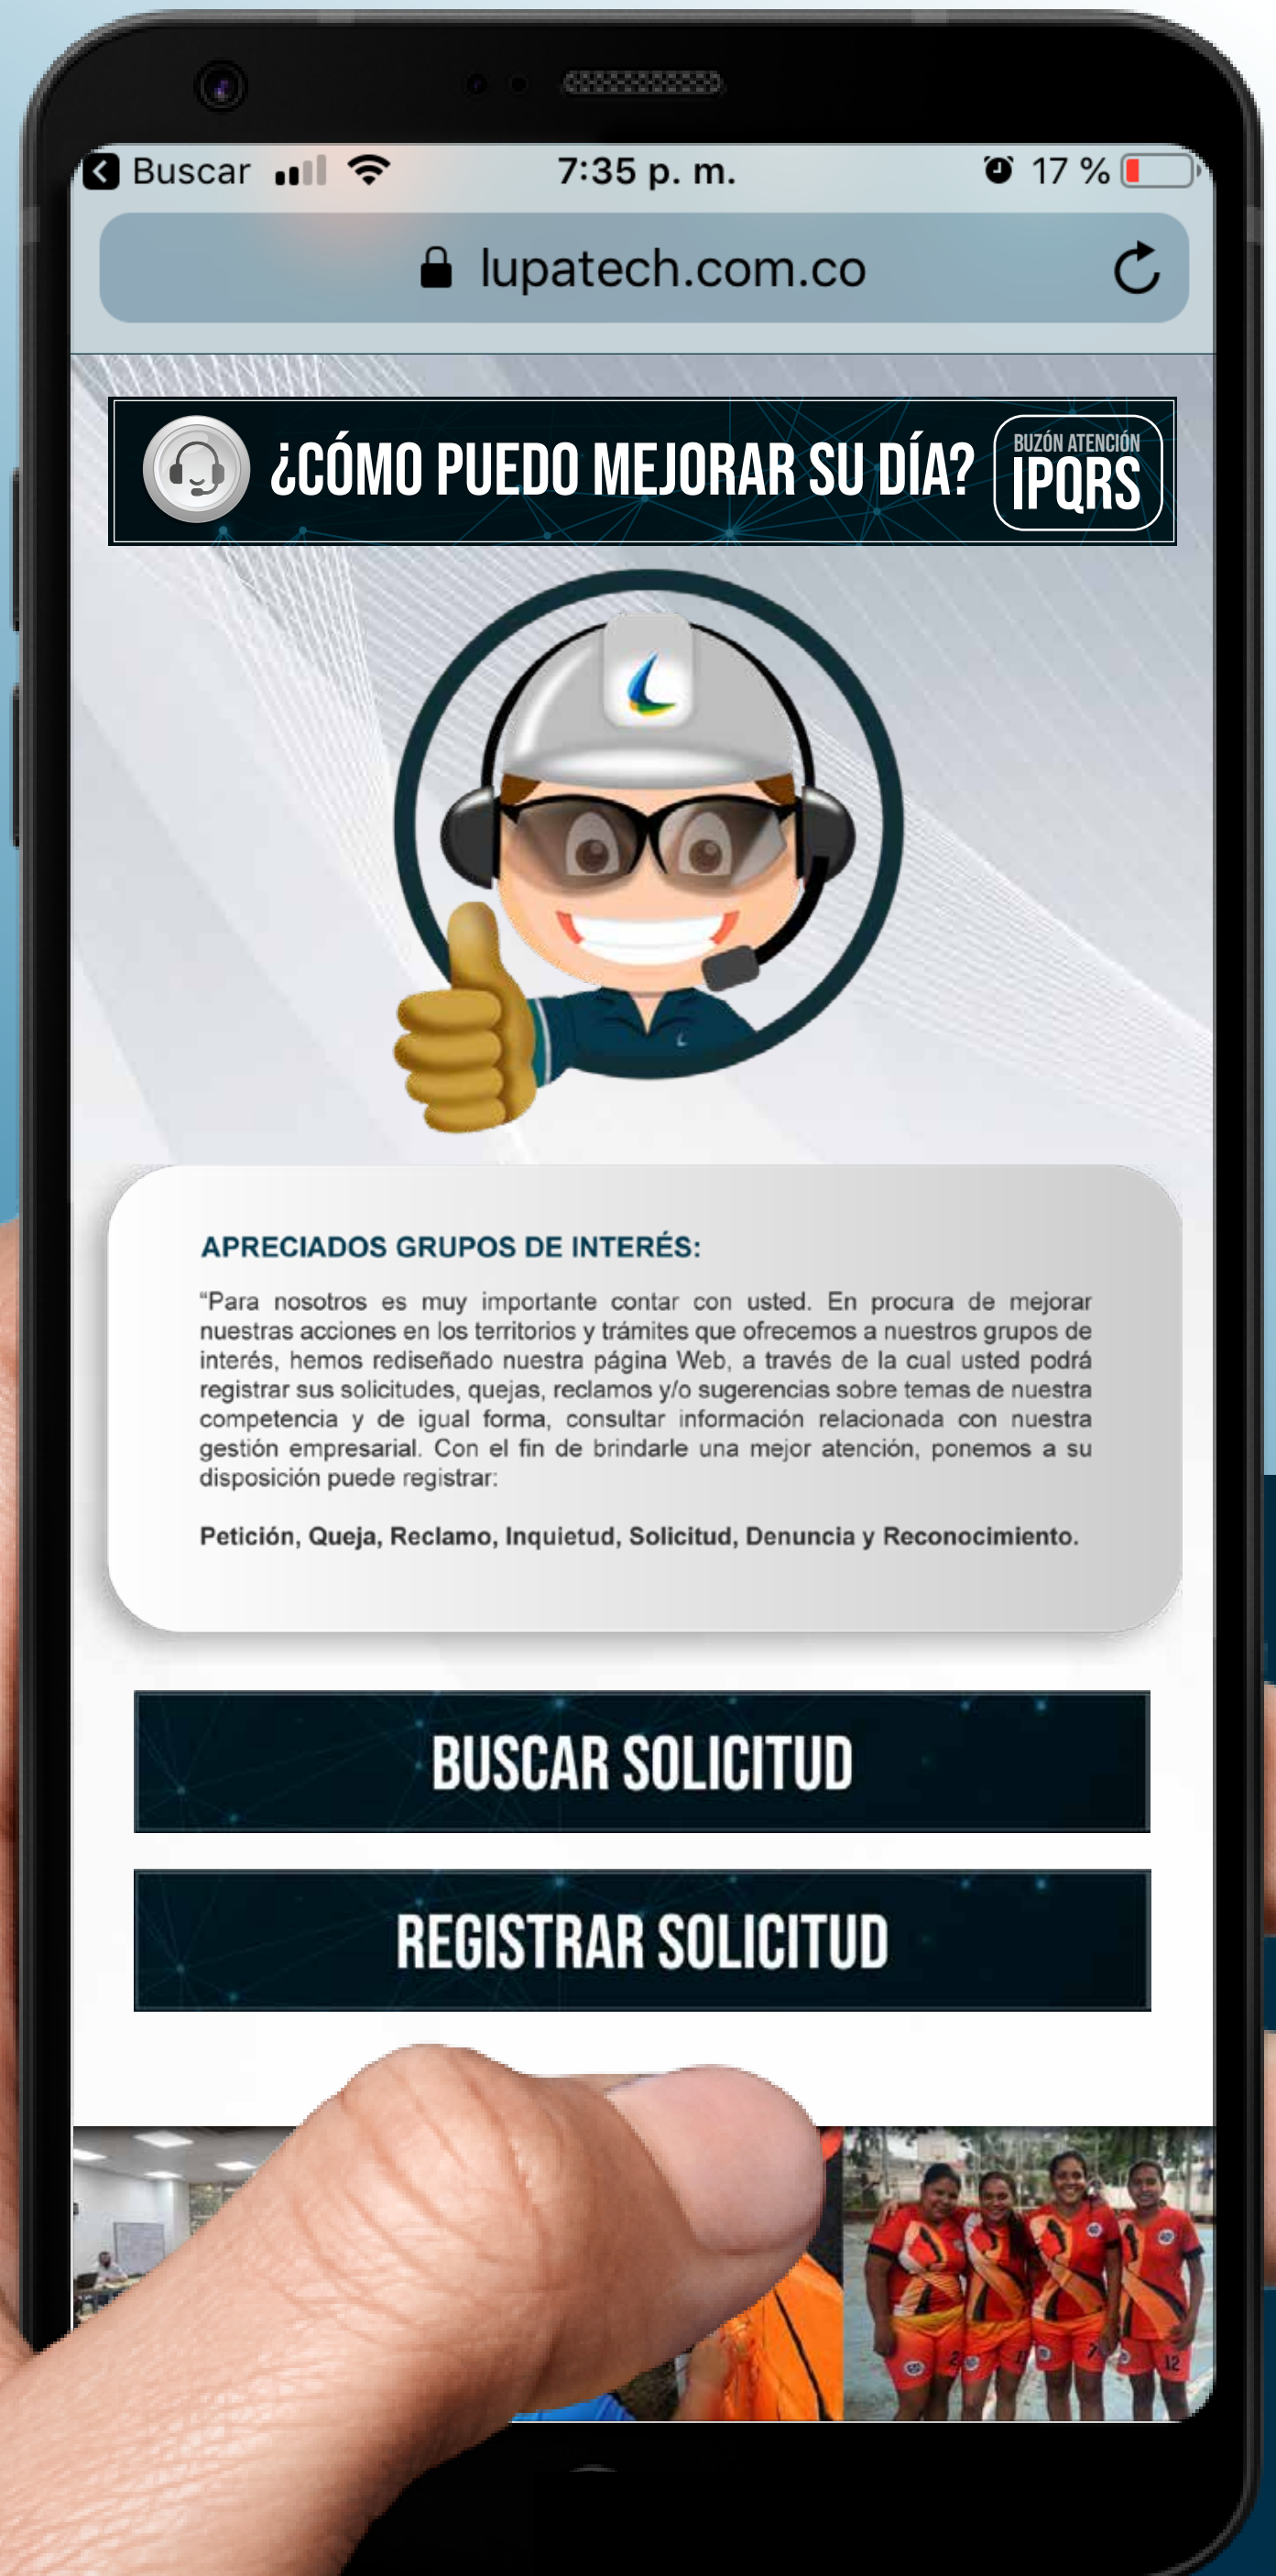 Buscar 7:35 p. m. 17 %
lupatech.com.co
¿CÓMO PUEDO MEJORAR SU DÍA?
BUZÓN ATENCIÓN
IPQRS
APRECIADOS GRUPOS DE INTERÉS:
“Para nosotros es muy importante contar con usted. En procura de mejorar
nuestras acciones en los territorios y trámites que ofrecemos a nuestros grupos de
interés, hemos rediseñado nuestra página Web, a través de la cual usted podrá
registrar sus solicitudes, quejas, reclamos y/o sugerencias sobre temas de nuestra
competencia y de igual forma, consultar información relacionada con nuestra
gestión empresarial. Con el fin de brindarle una mejor atención, ponemos a su
disposición puede registrar:
Petición, Queja, Reclamo, Inquietud, Solicitud, Denuncia y Reconocimiento.
BUSCAR SOLICITUD
REGISTRAR SOLICITUD
2 7 12